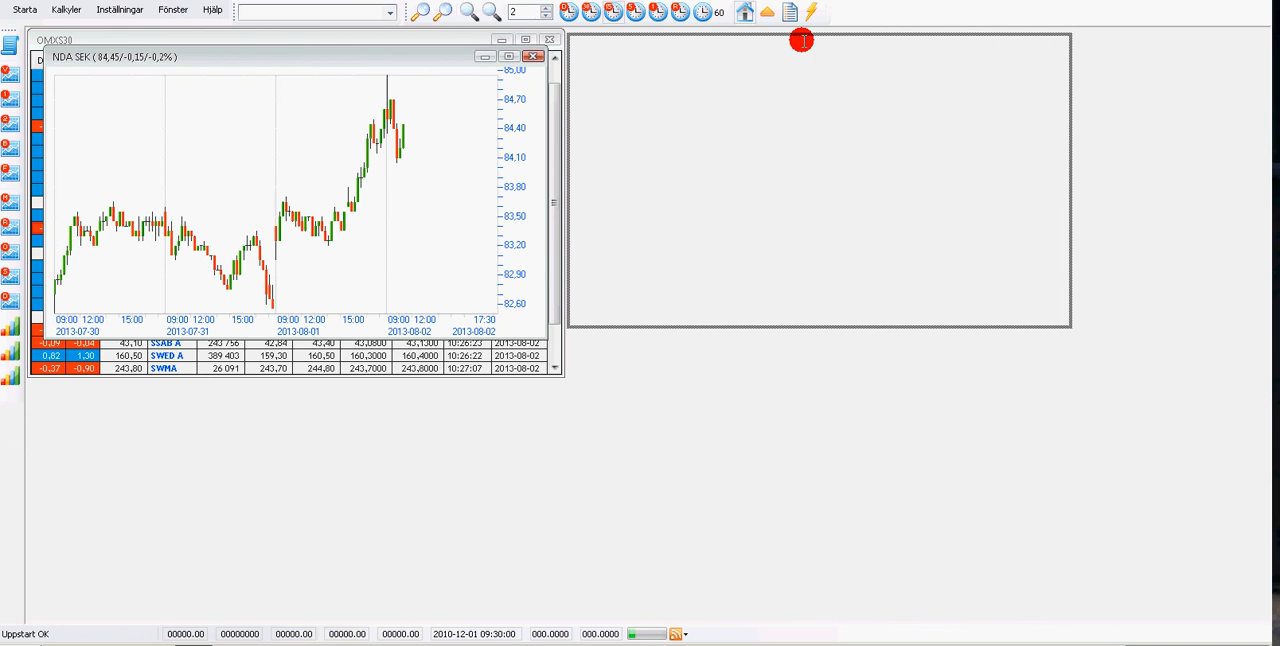 Starta Kalkyler Inställningar Fönster Hjälp 2 60
OMXS30
NDA SEK ( 84,45/-0,15/-0,2% )
85,00
84,70
84,40
84,10
83,80
83,50
83,20
82,90
82,60
09:00 12:00 15:00 09:00 12:00 15:00 09:00 12:00 15:00 09:00 12:00 17:30
2013-07-30 2013-07-31 2013-08-01 2013-08-02 2013-08-02
-0.09 -0.04 43,10 SSAB A 243 756 42,84 43,40 43,0800 43,1300 10:26:23 2013-08-02
0.82 1.30 160,50 SWED A 389 403 159,30 160,50 160,3000 160,4000 10:26:22 2013-08-02
-0.37 -0.90 243,80 SWMA 26 091 243,70 244,80 243,7000 243,8000 10:27:07 2013-08-02
Uppstart OK 00000.00 00000000 00000.00 00000.00 00000.00 2010-12-01 09:30:00 000.0000 000.0000